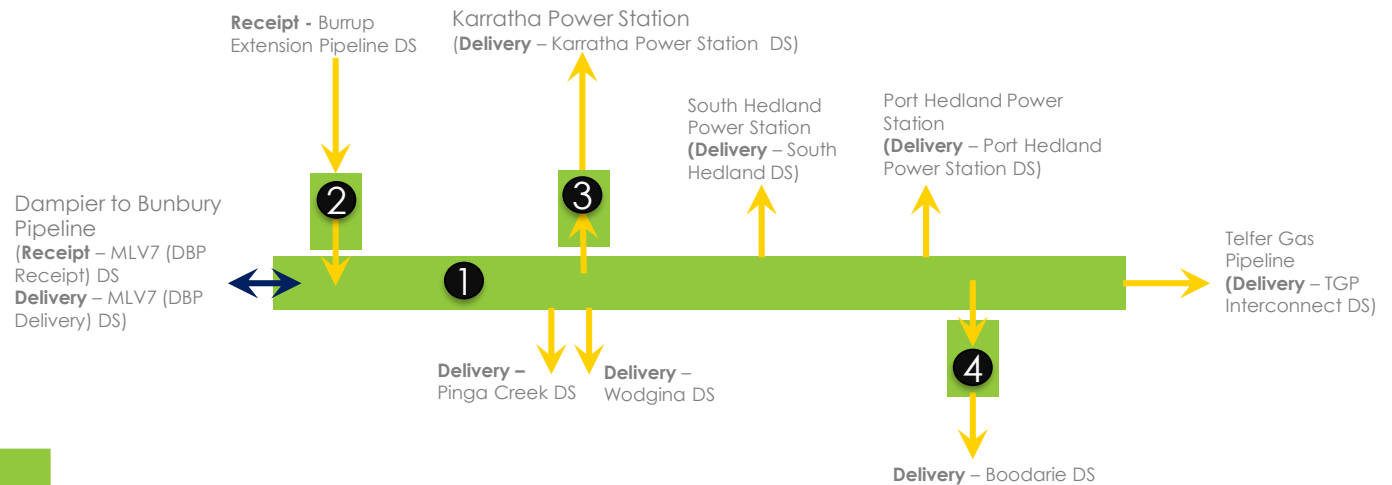 Receipt - Burrup
Extension Pipeline DS
Karratha Power Station
(Delivery – Karratha Power Station DS)
South Hedland
Power Station
(Delivery – South
Hedland DS)
Port Hedland Power
Station
(Delivery – Port Hedland
Power Station DS)
Dampier to Bunbury
Pipeline
(Receipt – MLV7 (DBP
Receipt) DS
Delivery – MLV7 (DBP
Delivery) DS)
2
3
1
Telfer Gas
Pipeline
(Delivery – TGP
Interconnect DS)
Delivery –
Pinga Creek DS
Delivery –
Wodgina DS
4
Delivery – Boodarie DS